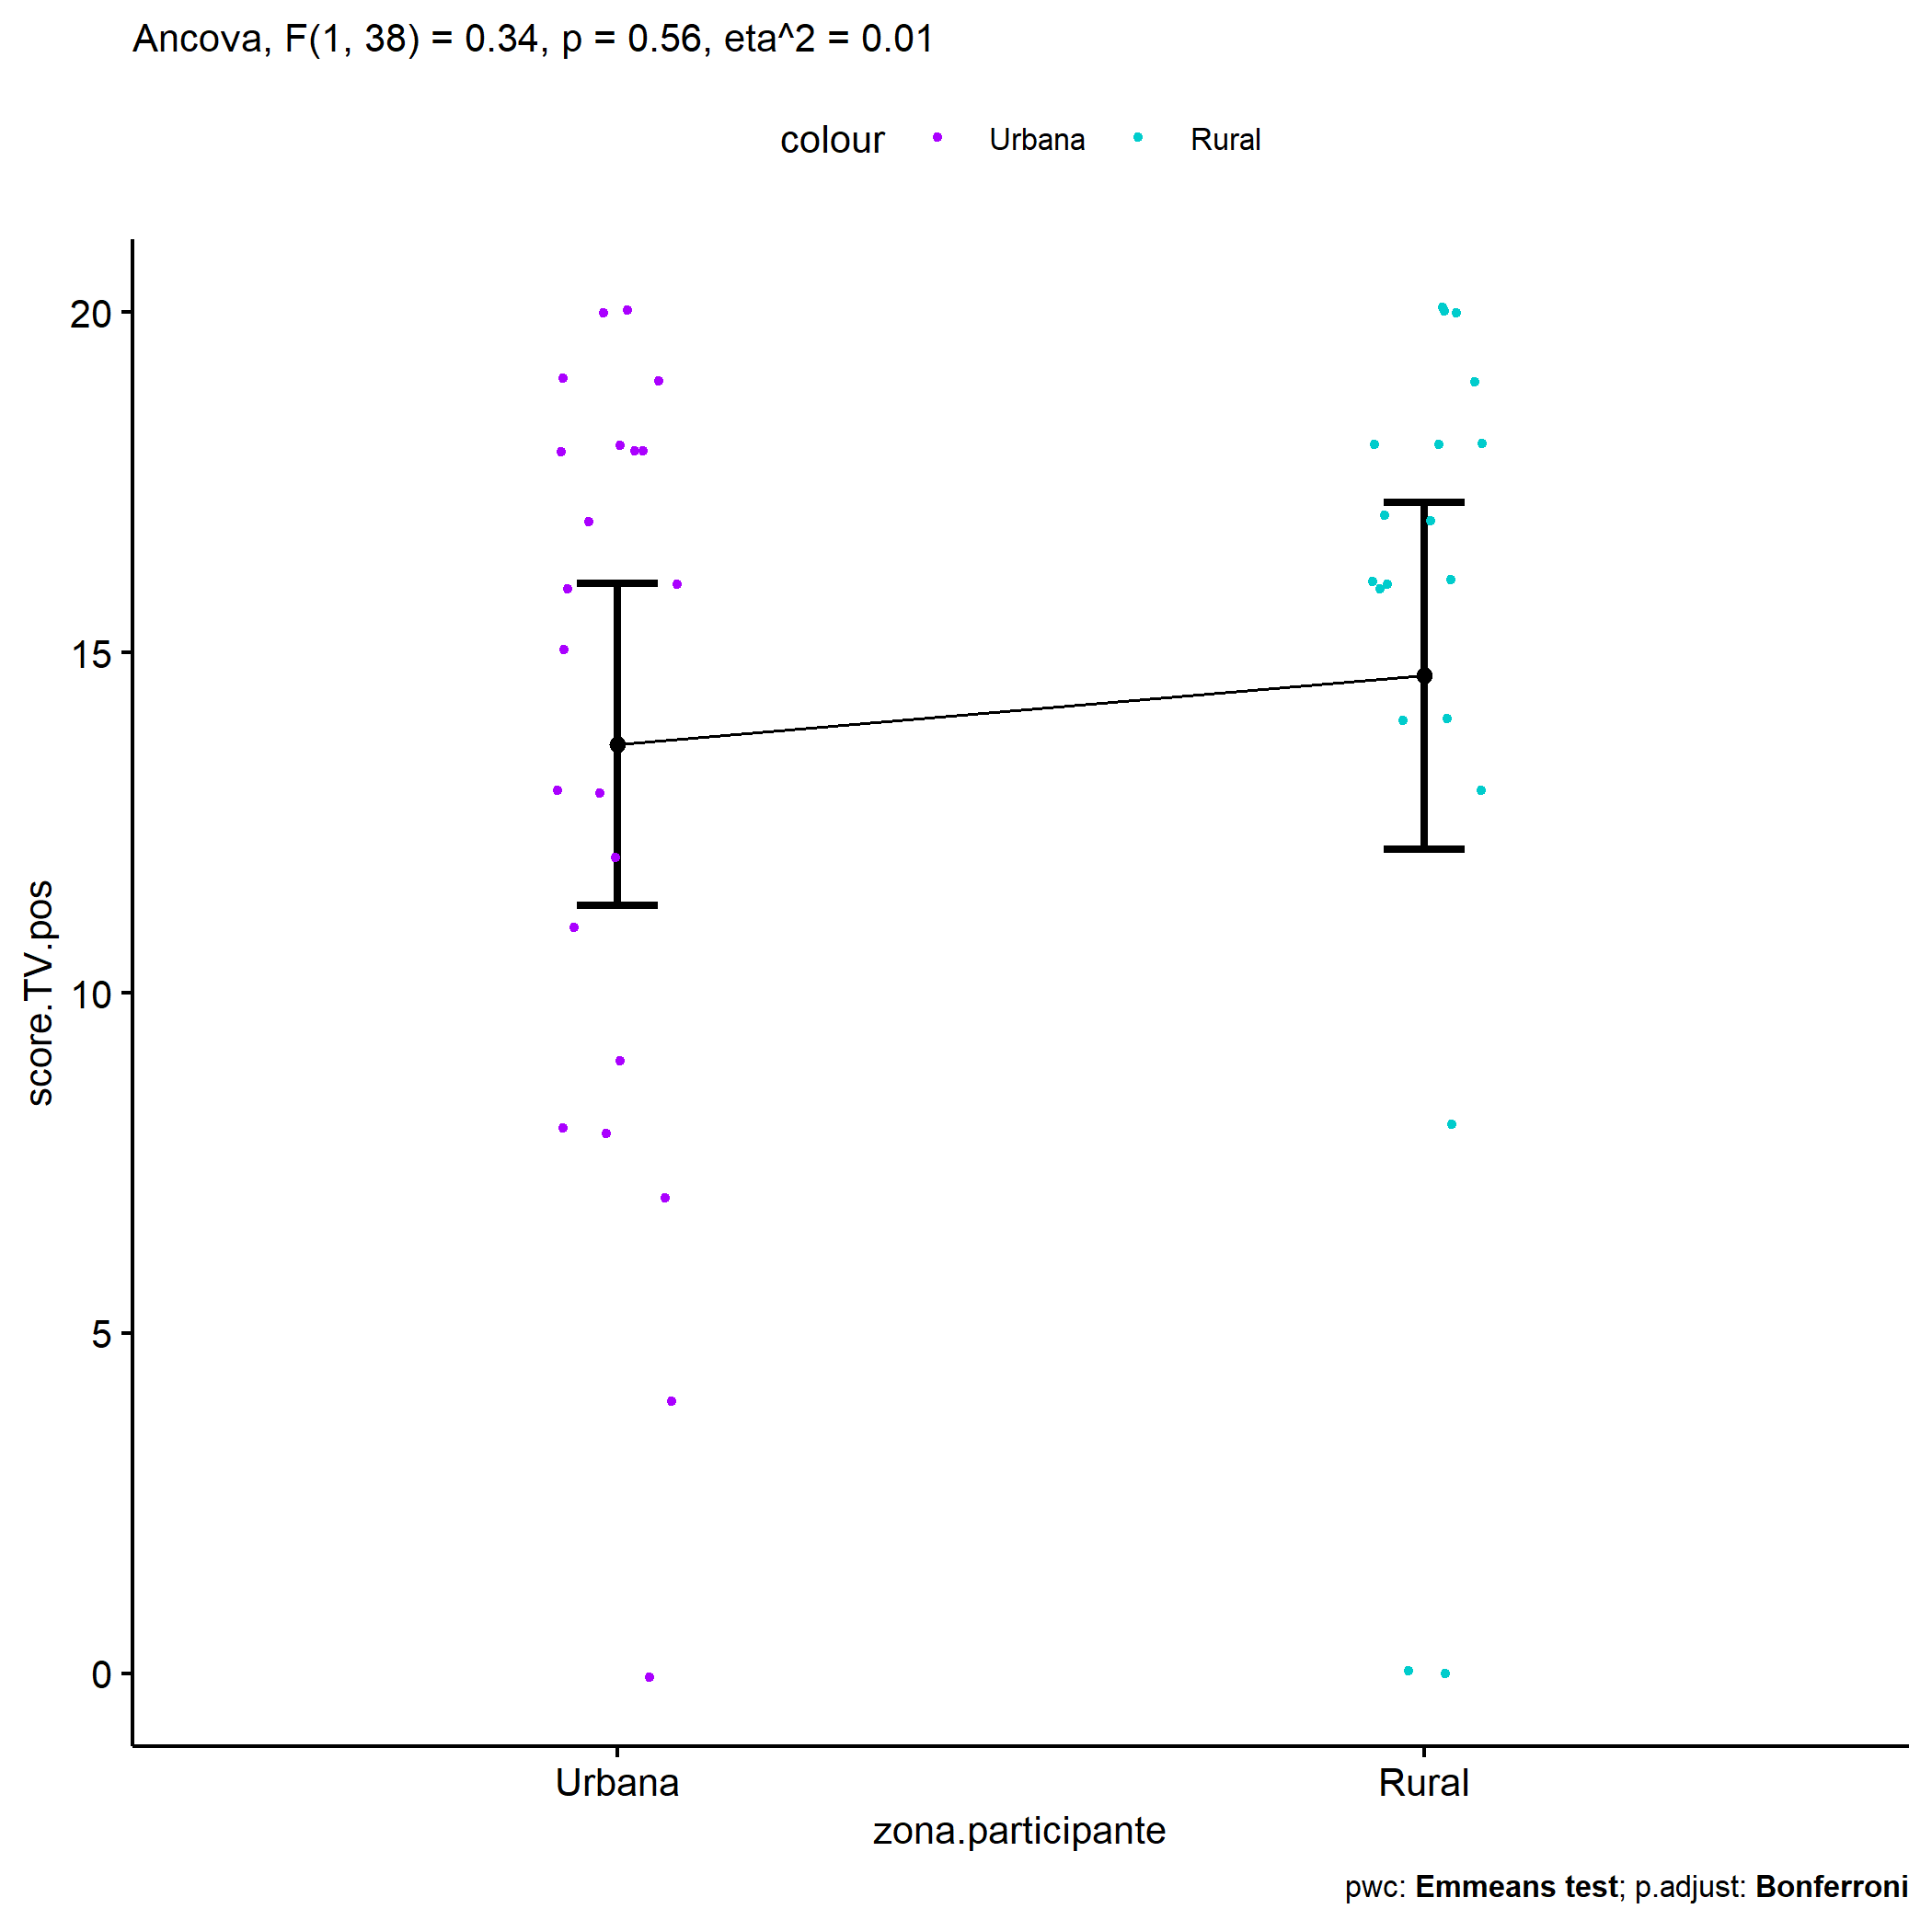 Ancova, F(1, 38) = 0.34, p = 0.56, eta^2 = 0.01
colour Urbana Rural
score.TV.pos
20
15
10
5
0
Urbana Rural
zona.participante
pwc: Emmeans test; p.adjust: Bonferroni